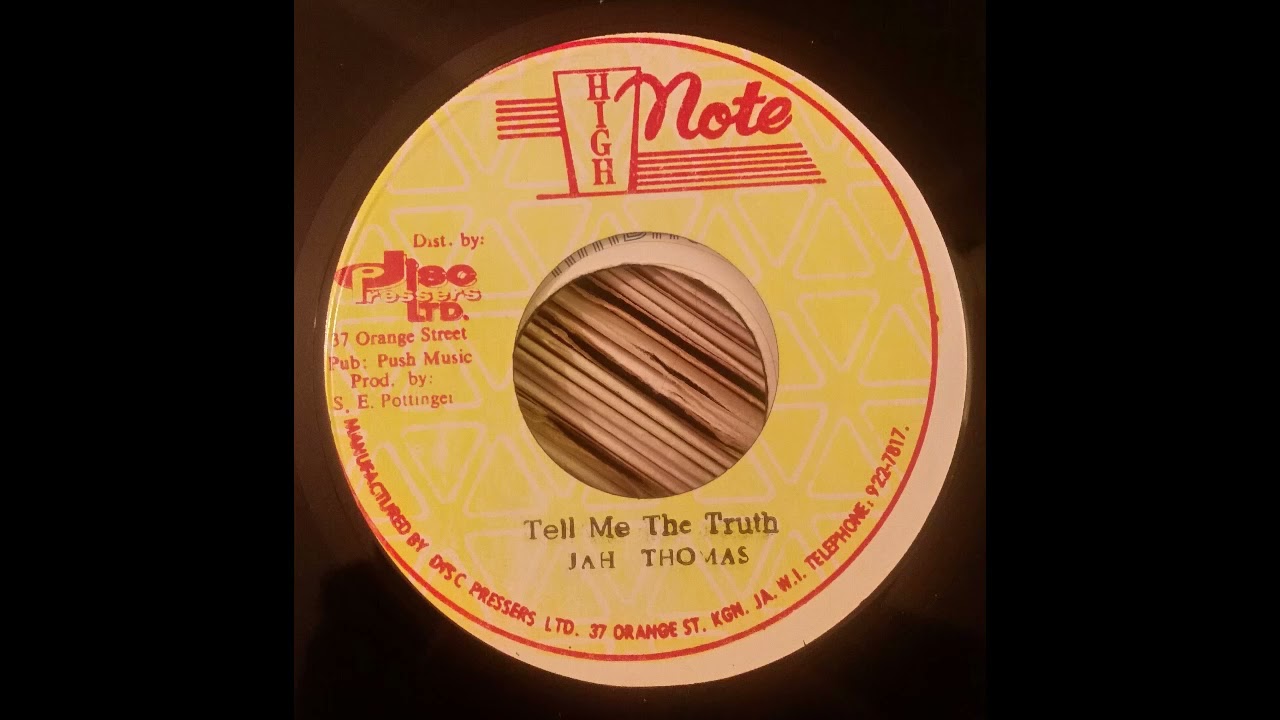 HIGH
Note
Dist. by:
Disc
Pressers
LTD.
37 Orange Street
Pub: Push Music
Prod. by:
S. E. Pottinger
Tell Me The Truth
JAH THOMAS
MANUFACTURED BY DISC PRESSERS LTD. 37 ORANGE ST. KGN. JA. W.I. TELEPHONE: 922-7817.